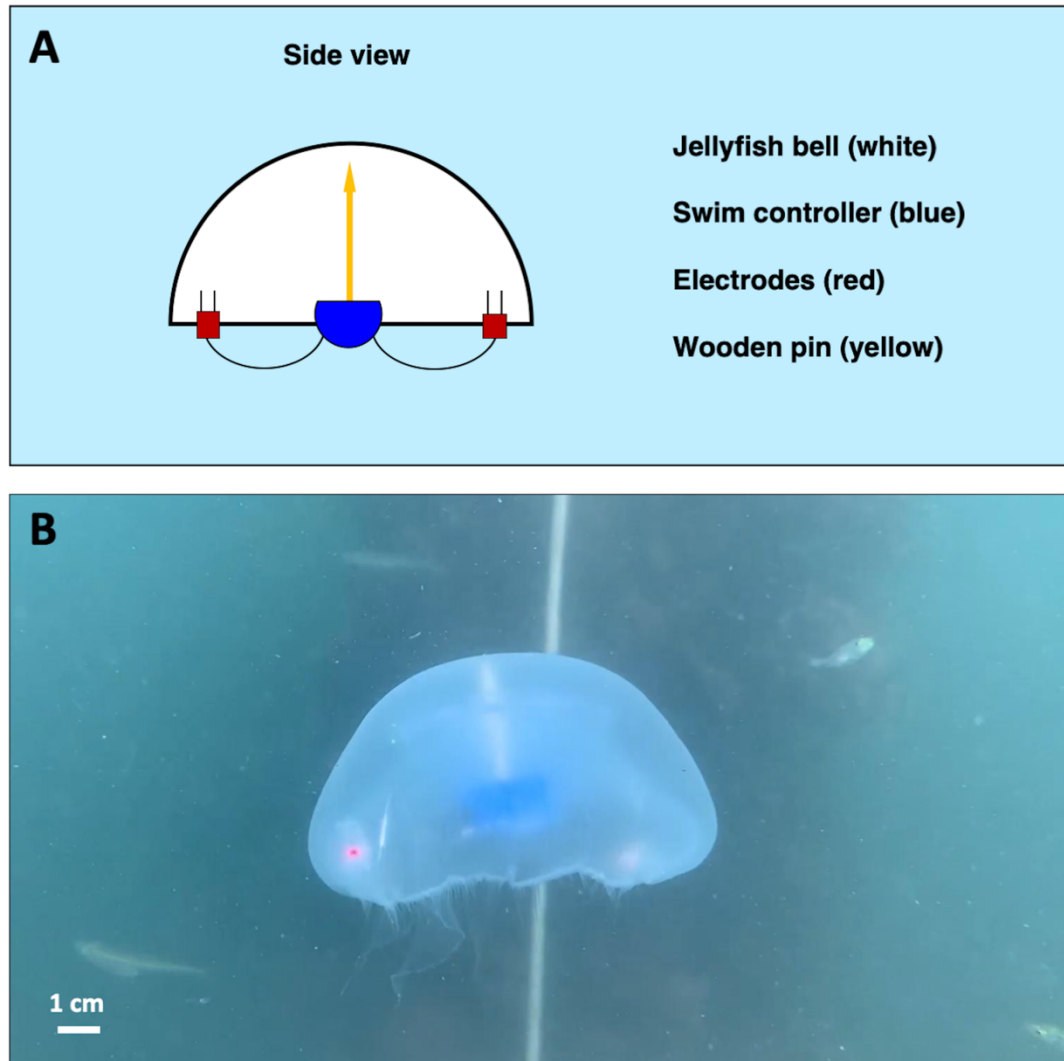 A
Side view
Jellyfish bell (white)
Swim controller (blue)
Electrodes (red)
Wooden pin (yellow)
B
1 cm